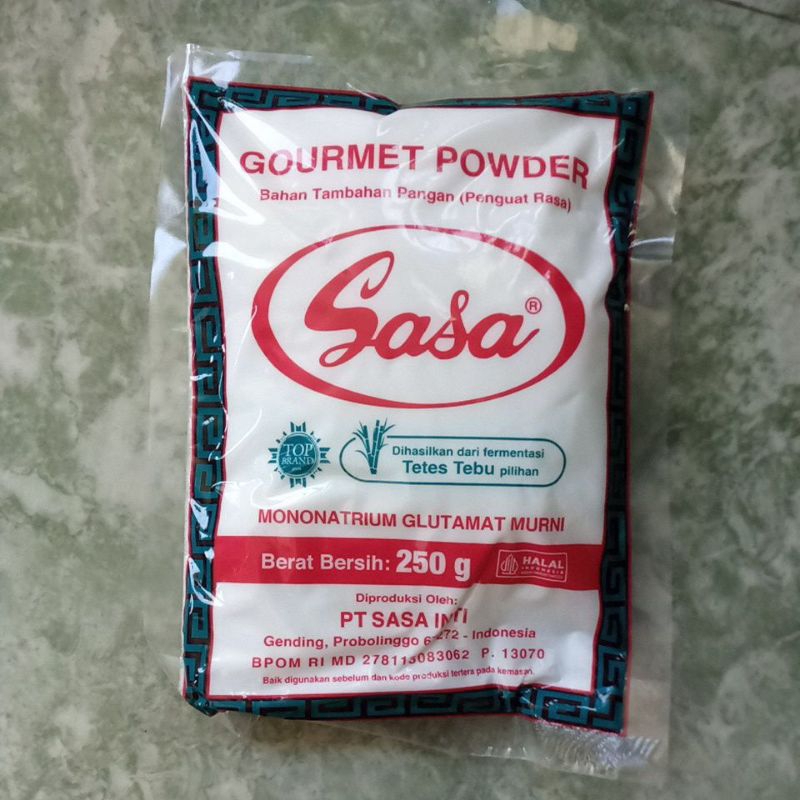 GOURMET POWDER
Bahan Tambahan Pangan (Penguat Rasa)
Sasa®
TOP
BRAND
Dihasilkan dari fermentasi
Tetes Tebu pilihan
MONONATRIUM GLUTAMAT MURNI
Berat Bersih: 250 g
HALAL
INDONESIA
Diproduksi Oleh:
PT SASA INTI
Gending, Probolinggo - Indonesia
BPOM RI MD 278113083062 P. 13070
Baik digunakan sebelum dan kode produksi tertera pada kemasan.